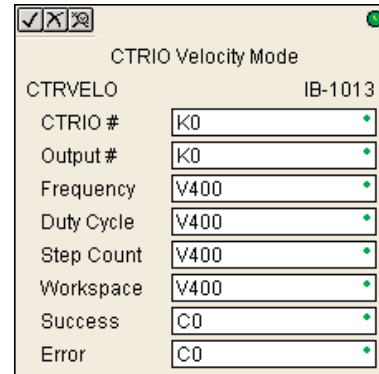 CTRIO Velocity Mode
CTRVELO IB-1013
CTRIO # K0
Output # K0
Frequency V400
Duty Cycle V400
Step Count V400
Workspace V400
Success C0
Error C0